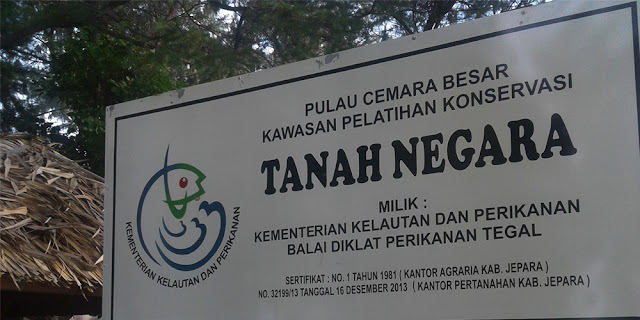 PULAU CEMARA BESAR
KAWASAN PELATIHAN KONSERVASI
TANAH NEGARA
MILIK :
KEMENTERIAN KELAUTAN DAN PERIKANAN
BALAI DIKLAT PERIKANAN TEGAL
SERTIFIKAT : NO. 1 TAHUN 1981 ( KANTOR AGRARIA KAB. JEPARA )
NO. 32199/13 TANGGAL 16 DESEMBER 2013 ( KANTOR PERTANAHAN KAB. JEPARA )
KEMENTERIAN KELAUTAN DAN PERIKANAN